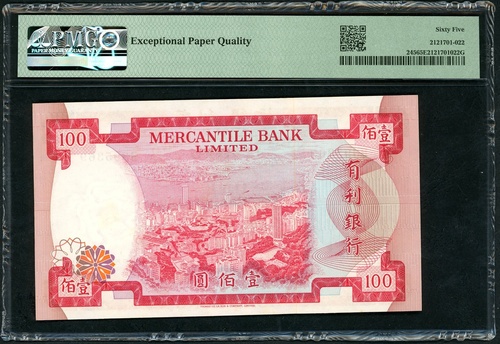 PMG
PAPER MONEY GUARANTY
Exceptional Paper Quality
Sixty Five
2121701-022
24565E2121701022G
100
MERCANTILE BANK
LIMITED
佰壹
有利銀行
佰壹
圓佰壹
100